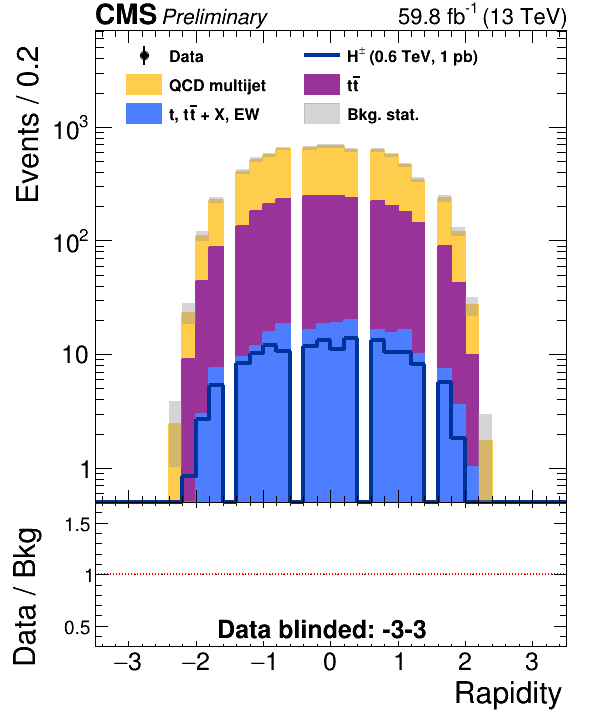 CMS Preliminary 59.8 fb⁻¹ (13 TeV)
Data H± (0.6 TeV, 1 pb)
QCD multijet tt̄
t, tt̄ + X, EW Bkg. stat.
Events / 0.2
10³
10²
10
1
Data / Bkg
1.5
1
0.5
Data blinded: -3-3
−3 −2 −1 0 1 2 3
Rapidity